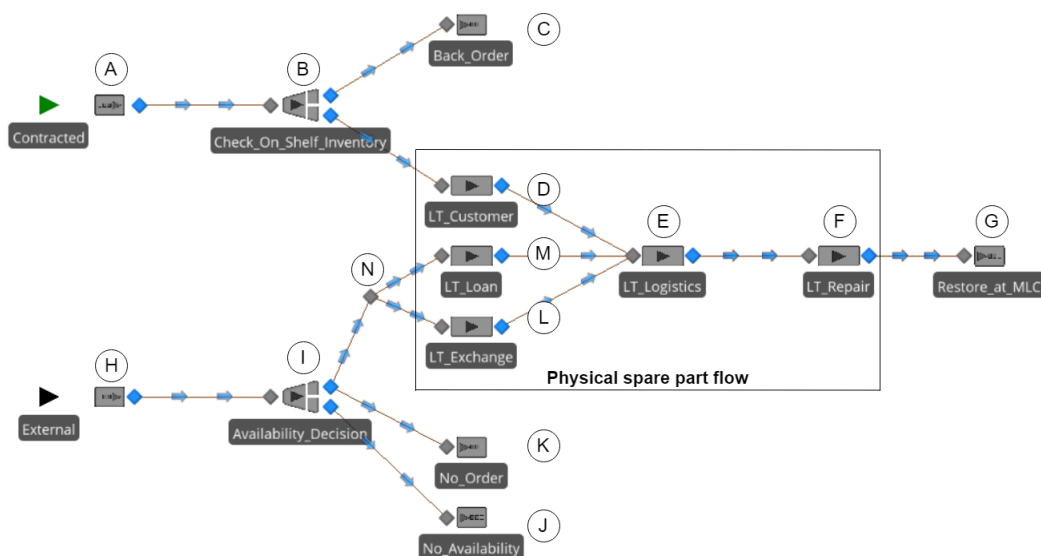 C
Back_Order
A
B
Contracted
Check_On_Shelf_Inventory
D
LT_Customer
E
F
G
N
M
LT_Loan
LT_Logistics
LT_Repair
Restore_at_MLC
L
LT_Exchange
H
I
Physical spare part flow
External
Availability_Decision
K
No_Order
J
No_Availability